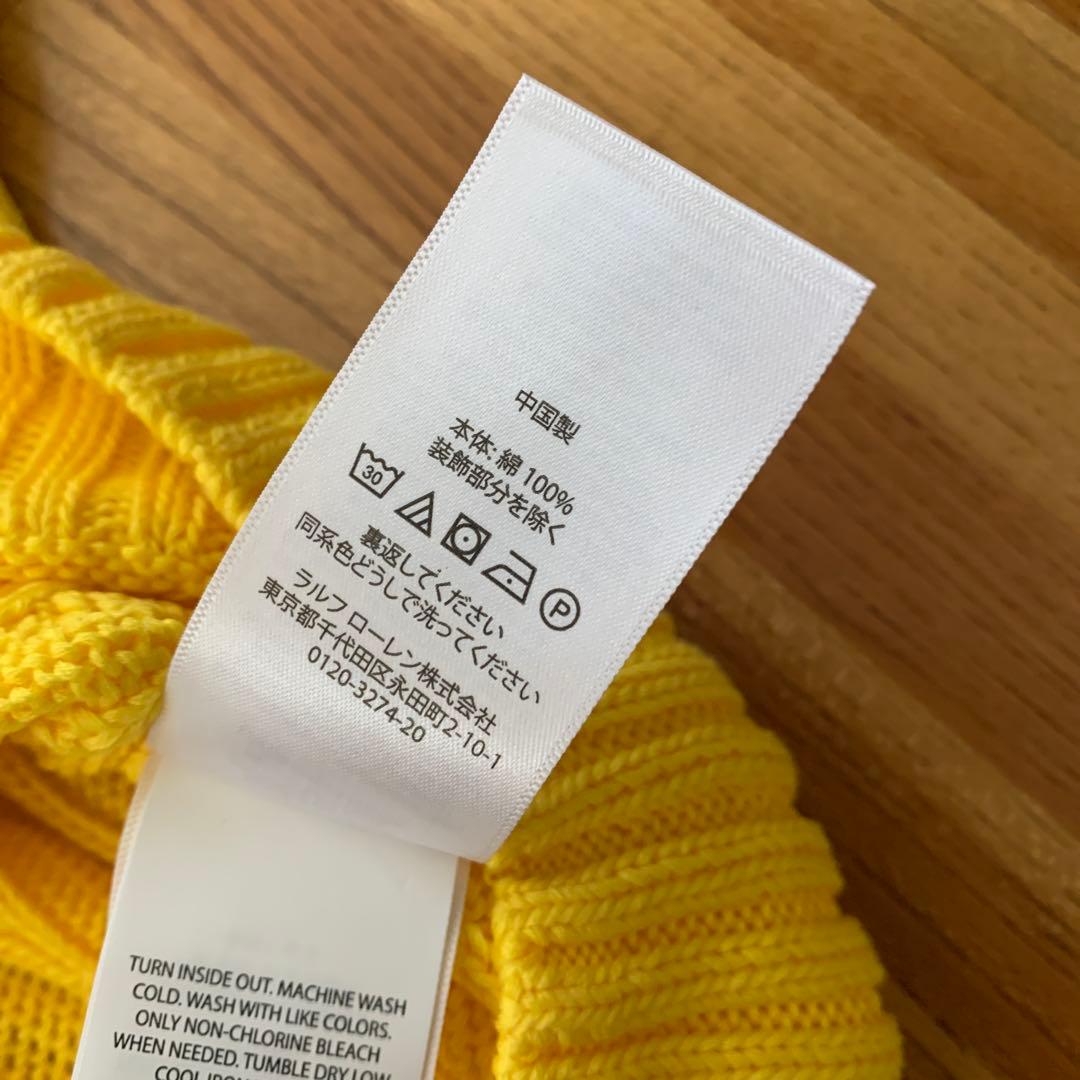 中国製
本体: 綿 100%
装飾部分を除く
30
P
裏返してください
同系色どうしで洗ってください
ラルフ ローレン株式会社
東京都千代田区永田町2-10-1
0120-3274-20
TURN INSIDE OUT. MACHINE WASH
COLD. WASH WITH LIKE COLORS.
ONLY NON-CHLORINE BLEACH
WHEN NEEDED. TUMBLE DRY LOW
COOL IRON